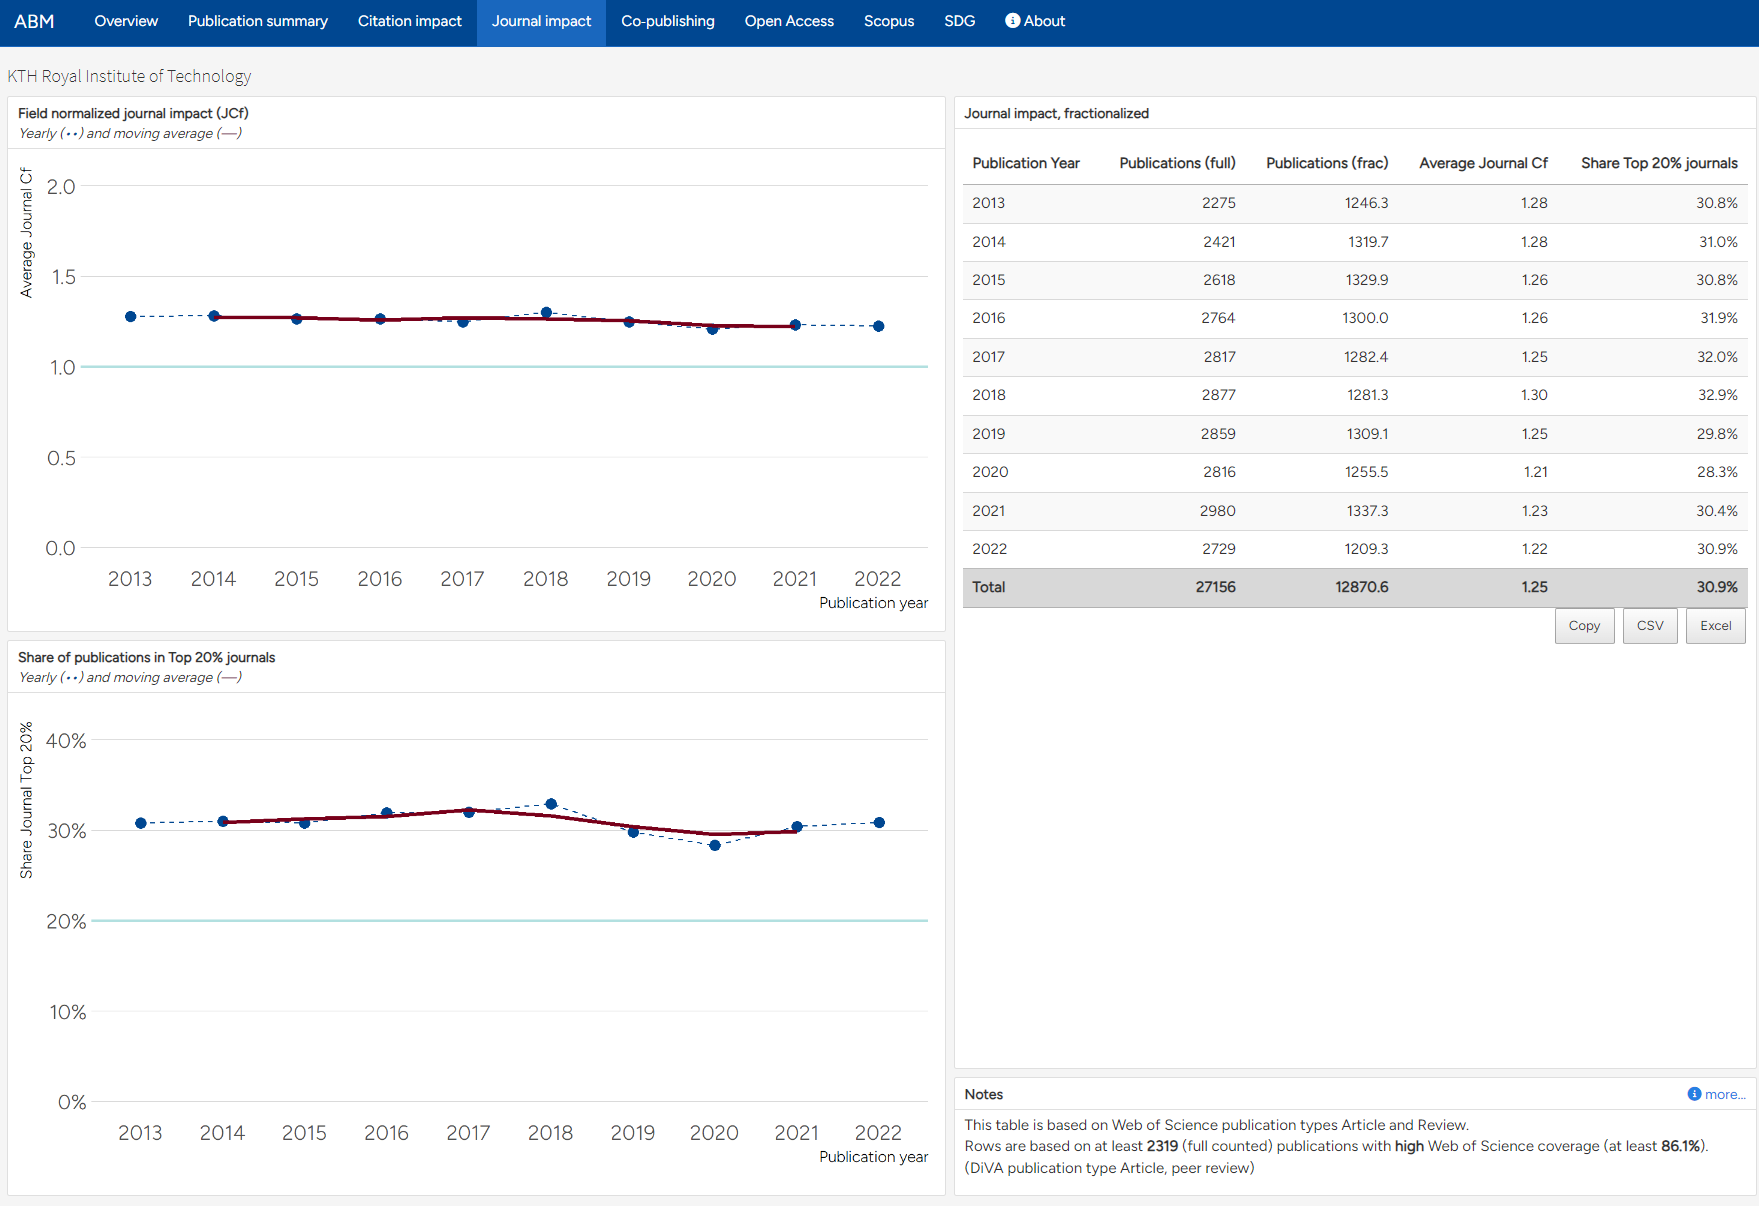 ABM Overview Publication summary Citation impact Journal impact Co-publishing Open Access Scopus SDG About
KTH Royal Institute of Technology
Field normalized journal impact (JCf)
Yearly (••) and moving average (—)
Average Journal Cf
2.0
1.5
1.0
0.5
0.0
2013 2014 2015 2016 2017 2018 2019 2020 2021 2022
Publication year
Share of publications in Top 20% journals
Yearly (••) and moving average (—)
Share Journal Top 20%
40%
30%
20%
10%
0%
2013 2014 2015 2016 2017 2018 2019 2020 2021 2022
Publication year
Journal impact, fractionalized
Publication Year Publications (full) Publications (frac) Average Journal Cf Share Top 20% journals
2013 2275 1246.3 1.28 30.8%
2014 2421 1319.7 1.28 31.0%
2015 2618 1329.9 1.26 30.8%
2016 2764 1300.0 1.26 31.9%
2017 2817 1282.4 1.25 32.0%
2018 2877 1281.3 1.30 32.9%
2019 2859 1309.1 1.25 29.8%
2020 2816 1255.5 1.21 28.3%
2021 2980 1337.3 1.23 30.4%
2022 2729 1209.3 1.22 30.9%
Total 27156 12870.6 1.25 30.9%
Copy CSV Excel
Notes more...
This table is based on Web of Science publication types Article and Review.
Rows are based on at least 2319 (full counted) publications with high Web of Science coverage (at least 86.1%).
(DiVA publication type Article, peer review)